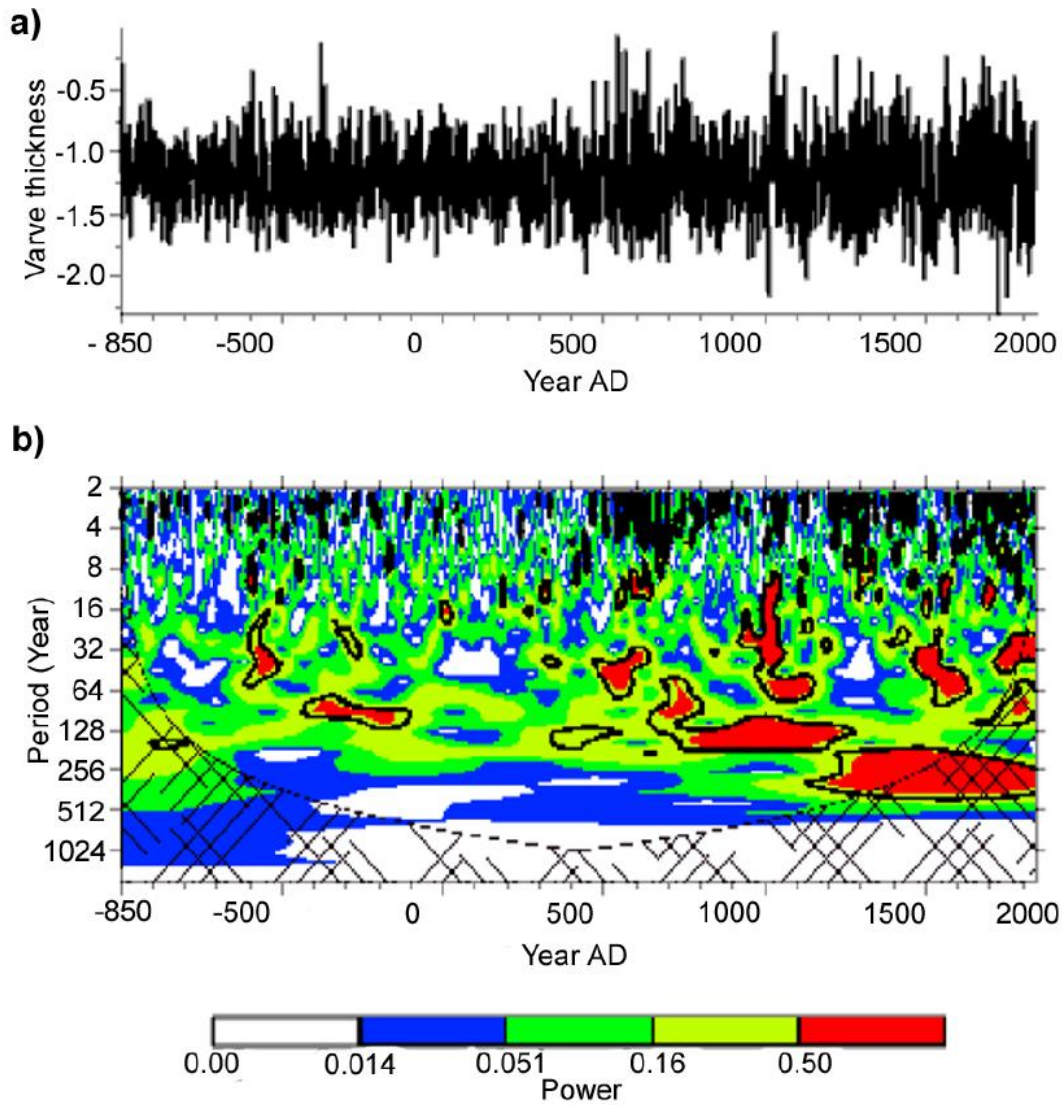 a)
Varve thickness
-0.5
-1.0
-1.5
-2.0
- 850 -500 0 500 1000 1500 2000
Year AD
b)
Period (Year)
2
4
8
16
32
64
128
256
512
1024
-850 -500 0 500 1000 1500 2000
Year AD
0.00 0.014 0.051 0.16 0.50
Power